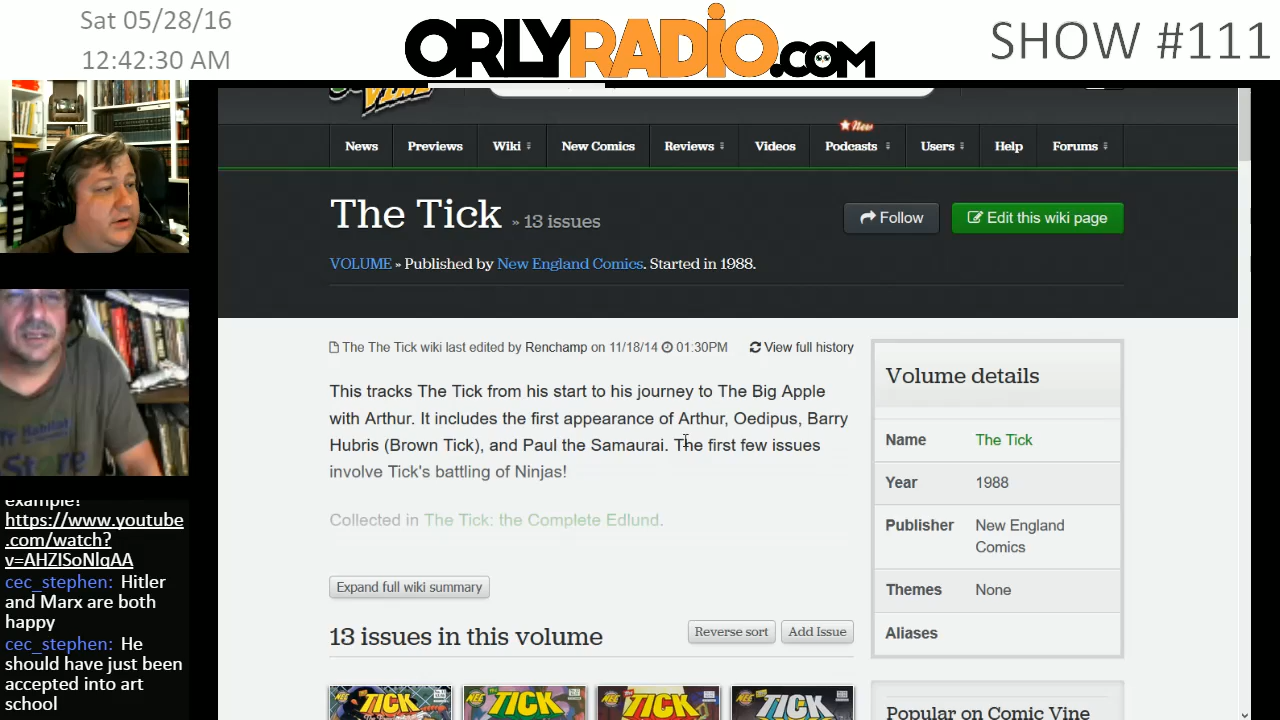 Sat 05/28/16
12:42:30 AM
ORLYRADiO.COM
SHOW #111
VINE
News
Previews
Wiki
New Comics
Reviews
Videos
New
Podcasts
Users
Help
Forums
The Tick » 13 issues
Follow
Edit this wiki page
VOLUME » Published by New England Comics. Started in 1988.
The The Tick wiki last edited by Renchamp on 11/18/14 01:30PM
View full history
This tracks The Tick from his start to his journey to The Big Apple
with Arthur. It includes the first appearance of Arthur, Oedipus, Barry
Hubris (Brown Tick), and Paul the Samaurai. The first few issues
involve Tick's battling of Ninjas!
Collected in The Tick: the Complete Edlund.
Expand full wiki summary
13 issues in this volume
Reverse sort
Add Issue
TICK
TICK
TICK
TICK
Volume details
Name The Tick
Year 1988
Publisher New England
Comics
Themes None
Aliases
Popular on Comic Vine
example?
https://www.youtube
.com/watch?
v=AHZISoNlqAA
cec_stephen: Hitler
and Marx are both
happy
cec_stephen: He
should have just been
accepted into art
school